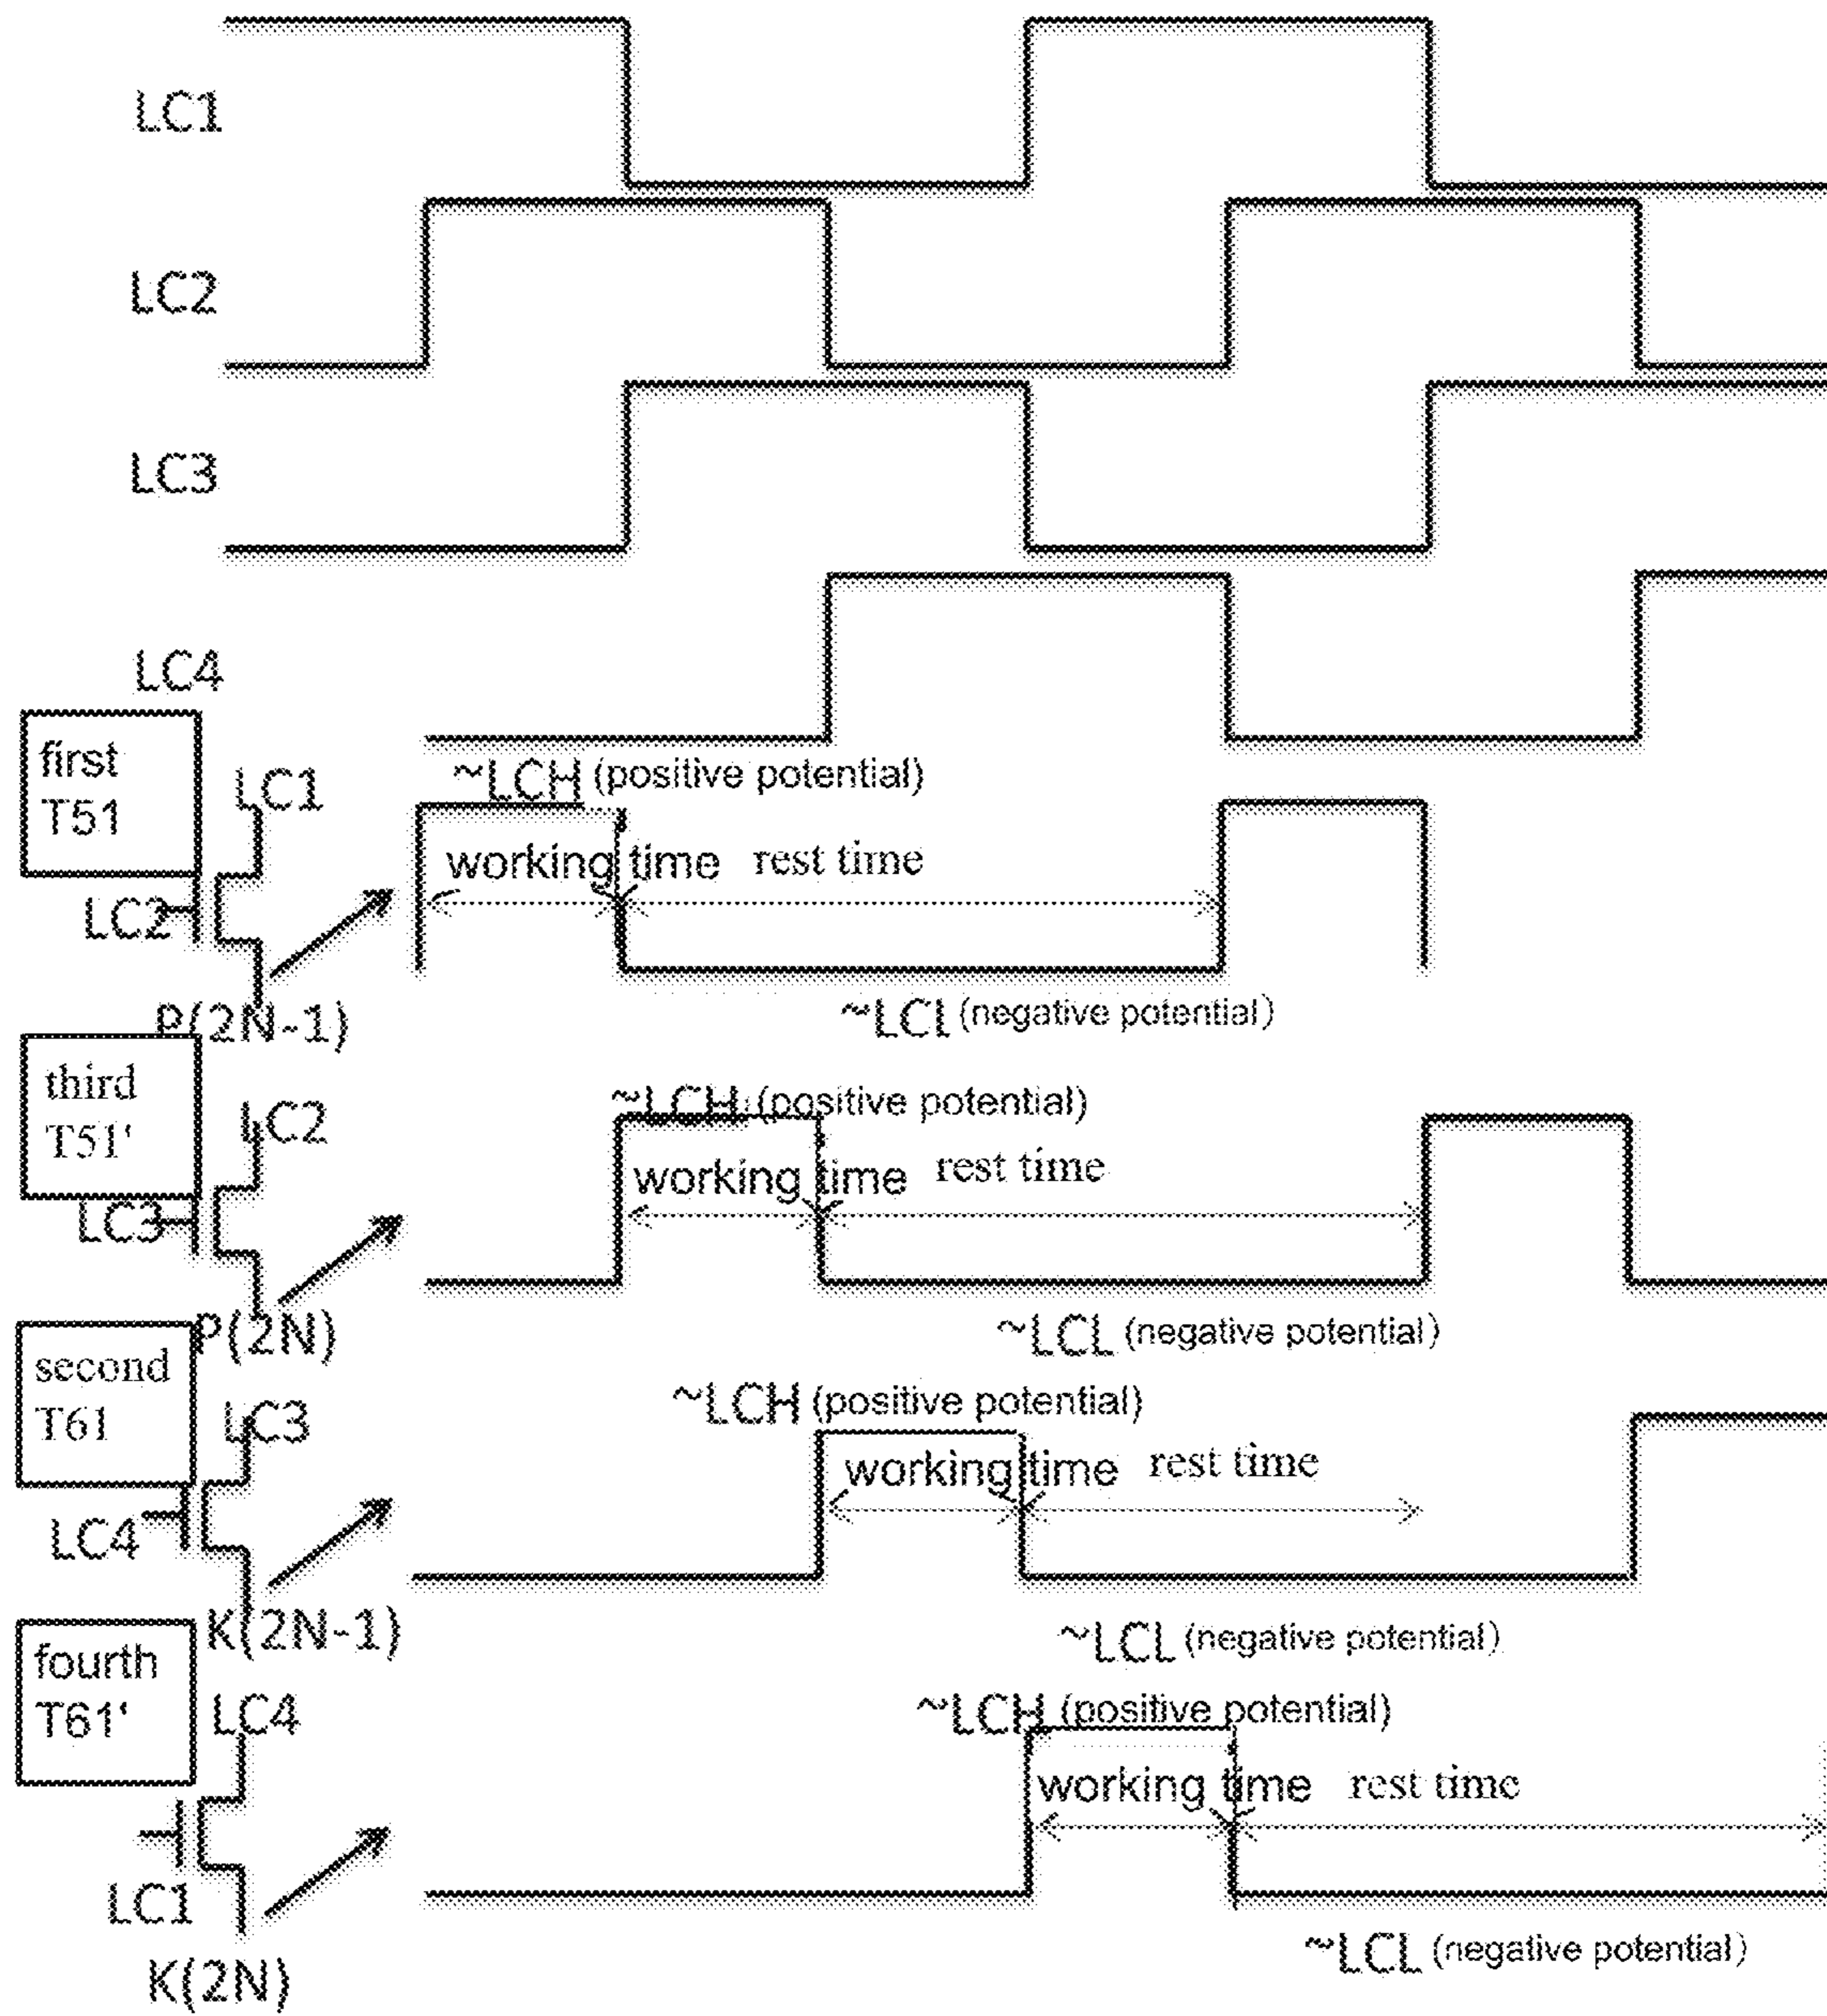 LC1
LC2
LC3
LC4
first
T51
LC1
LC2
P(2N-1)
~LCH (positive potential)
working time rest time
~LCL (negative potential)
third
T51'
LC2
LC3
P(2N)
~LCH (positive potential)
working time rest time
~LCL (negative potential)
second
T61
LC3
LC4
K(2N-1)
~LCH (positive potential)
working time rest time
~LCL (negative potential)
fourth
T61'
LC4
LC1
K(2N)
~LCH (positive potential)
working time rest time
~LCL (negative potential)